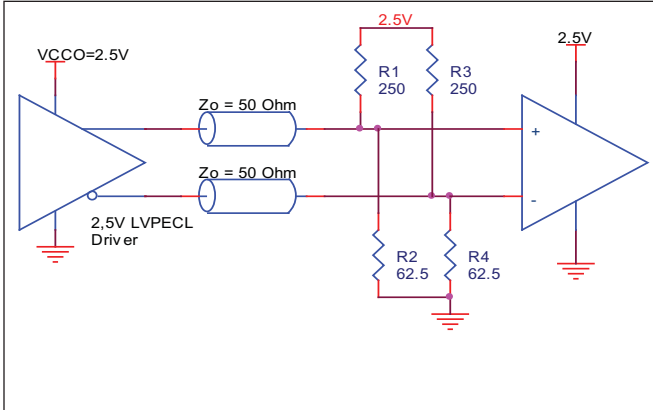 2.5V
VCCO=2.5V
2.5V
R1
250
R3
250
Zo = 50 Ohm
+
Zo = 50 Ohm
-
2,5V LVPECL
Driver
R2
62.5
R4
62.5